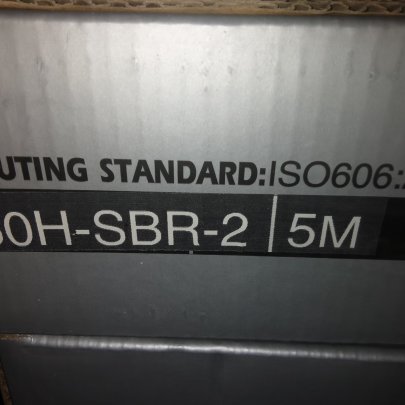 UTING STANDARD:ISO606:
0H-SBR-2 | 5M